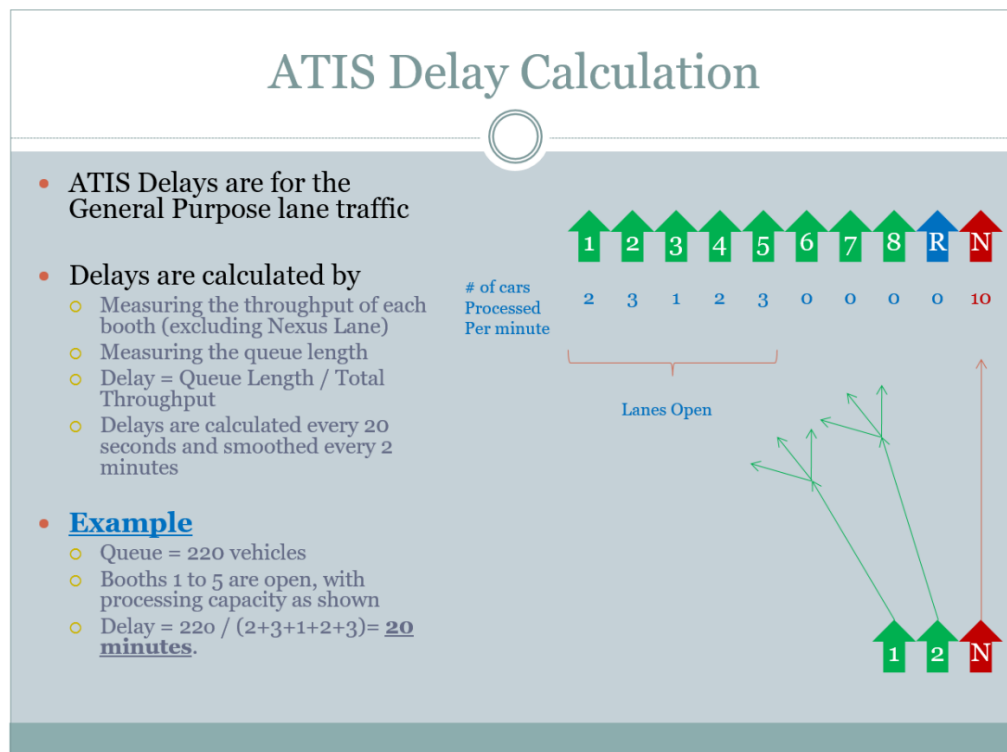 ATIS Delay Calculation
ATIS Delays are for the
General Purpose lane traffic
Delays are calculated by
Measuring the throughput of each
booth (excluding Nexus Lane)
Measuring the queue length
Delay = Queue Length / Total
Throughput
Delays are calculated every 20
seconds and smoothed every 2
minutes
Example
Queue = 220 vehicles
Booths 1 to 5 are open, with
processing capacity as shown
Delay = 220 / (2+3+1+2+3)= 20
minutes.
1 2 3 4 5 6 7 8 R N
# of cars
Processed
Per minute
2 3 1 2 3 0 0 0 0 10
Lanes Open
1 2 N